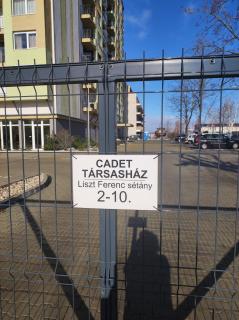 CADET
TÁRSASHÁZ
Liszt Ferenc sétány
2-10.